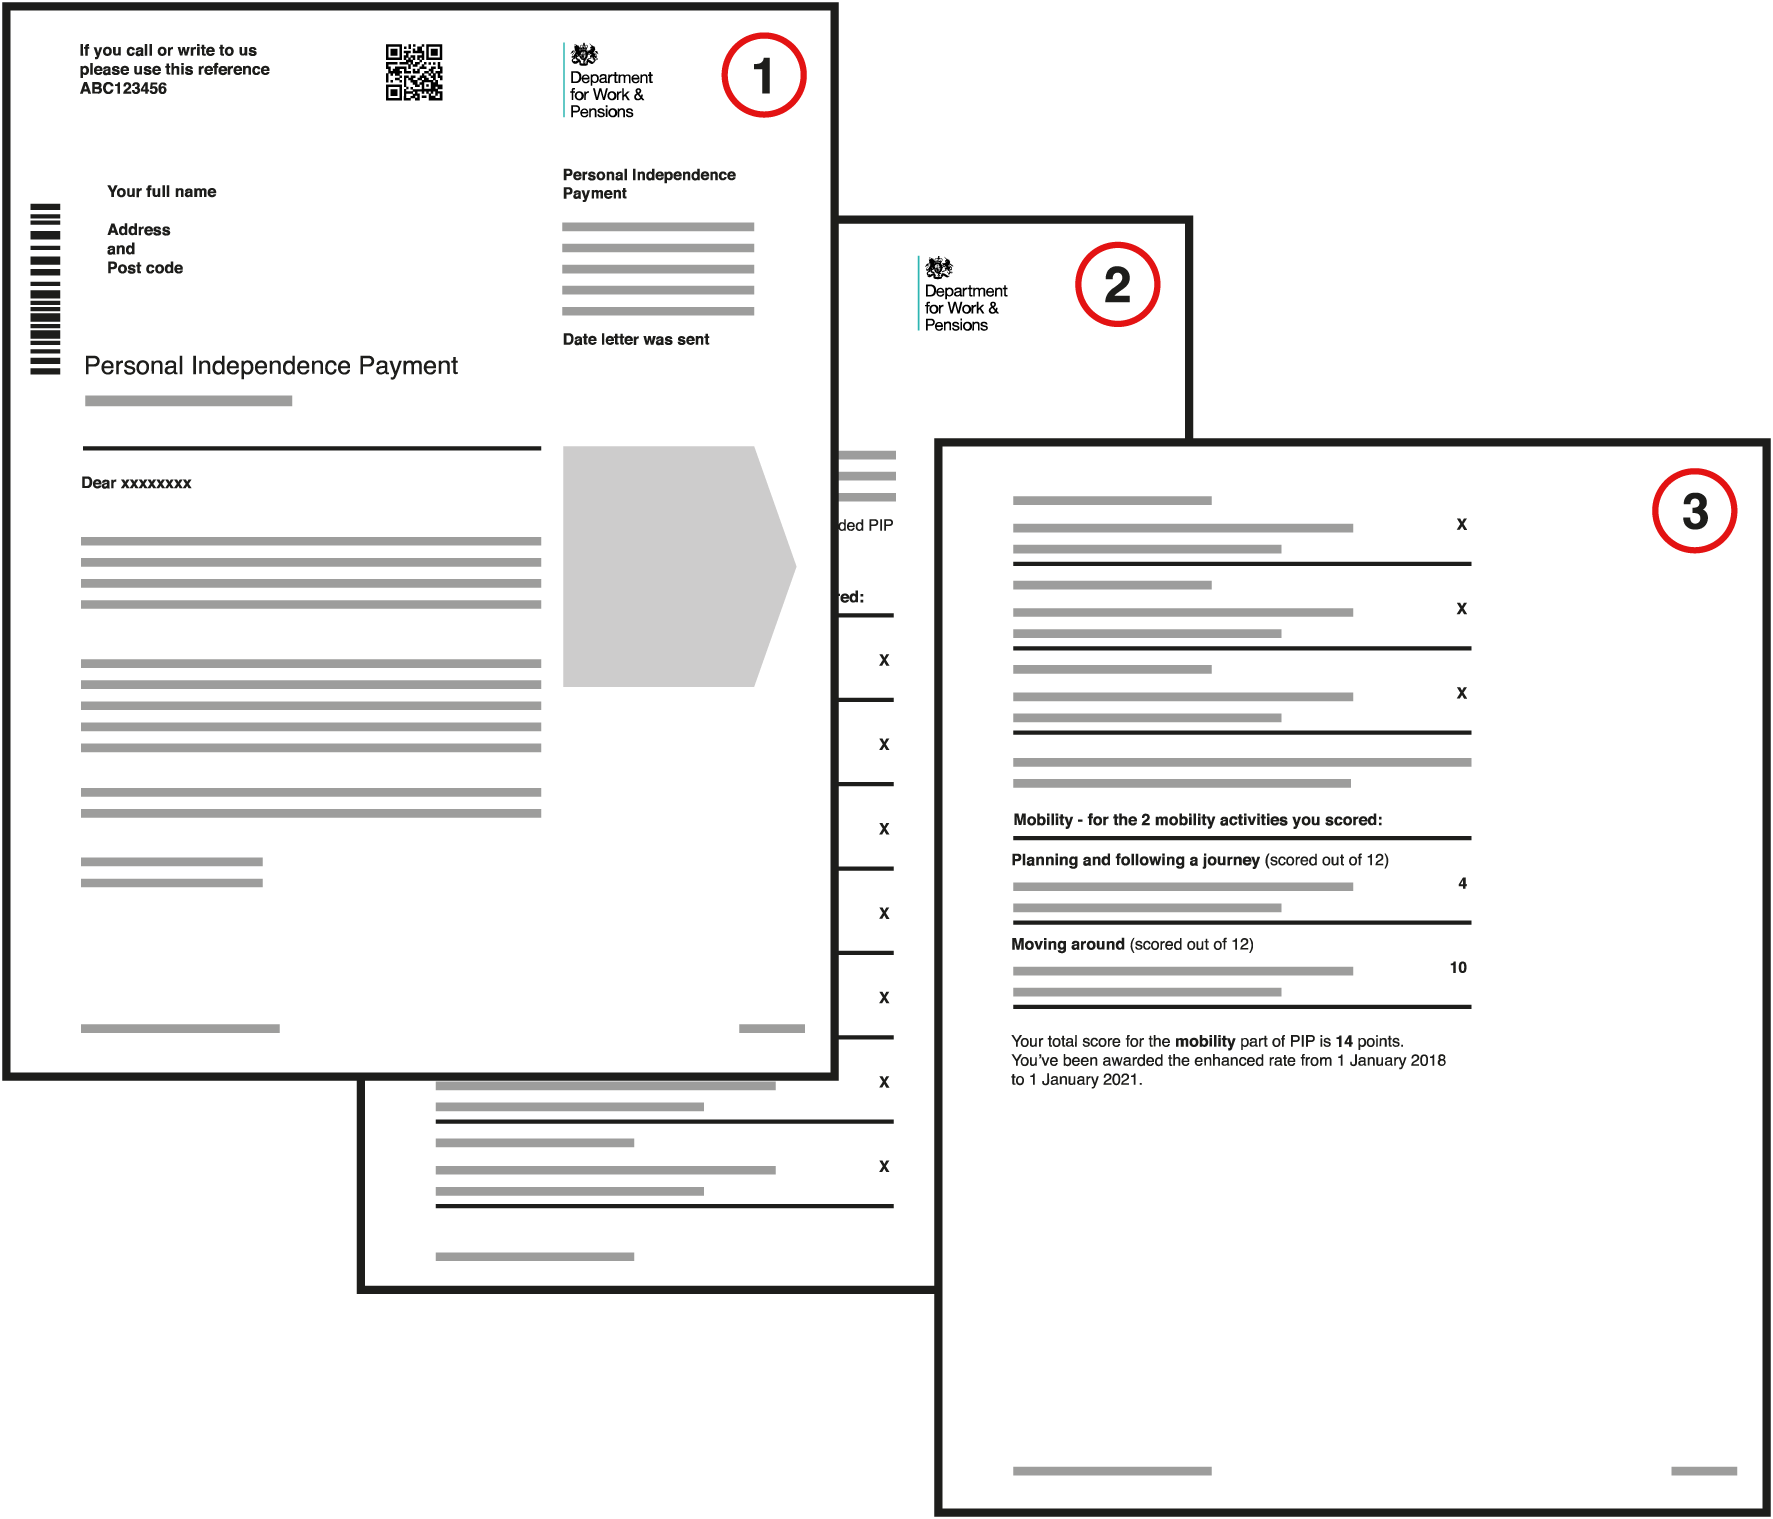 If you call or write to us
please use this reference
ABC123456
Department
for Work &
Pensions
1
Your full name
Address
and
Post code
Personal Independence
Payment
Date letter was sent
Personal Independence Payment
Dear xxxxxxxx
Department
for Work &
Pensions
2
ded PIP
red:
X
X
X
X
X
X
X
3
X
X
X
Mobility - for the 2 mobility activities you scored:
Planning and following a journey (scored out of 12)
4
Moving around (scored out of 12)
10
Your total score for the mobility part of PIP is 14 points.
You’ve been awarded the enhanced rate from 1 January 2018
to 1 January 2021.